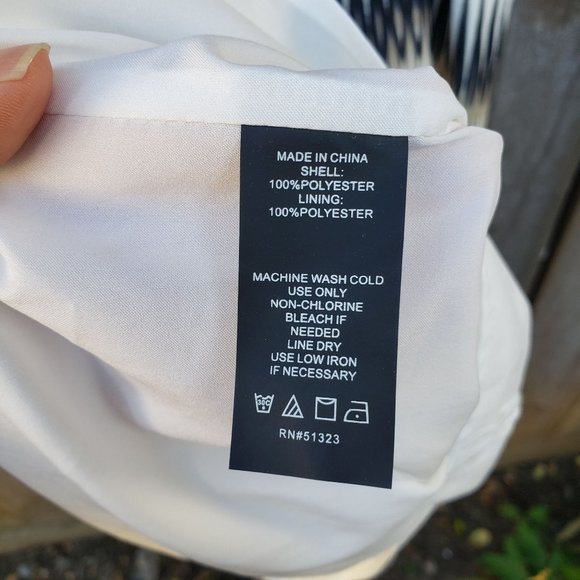 MADE IN CHINA
SHELL:
100%POLYESTER
LINING:
100%POLYESTER
MACHINE WASH COLD
USE ONLY
NON-CHLORINE
BLEACH IF
NEEDED
LINE DRY
USE LOW IRON
IF NECESSARY
30C
RN#51323